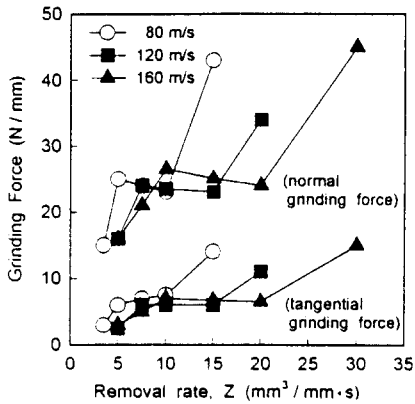 80 m/s
120 m/s
160 m/s
Grinding Force (N / mm)
50
40
30
20
10
0
(normal
grinding force)
(tangential
grinding force)
0 5 10 15 20 25 30 35
Removal rate, Z (mm³ / mm·s)